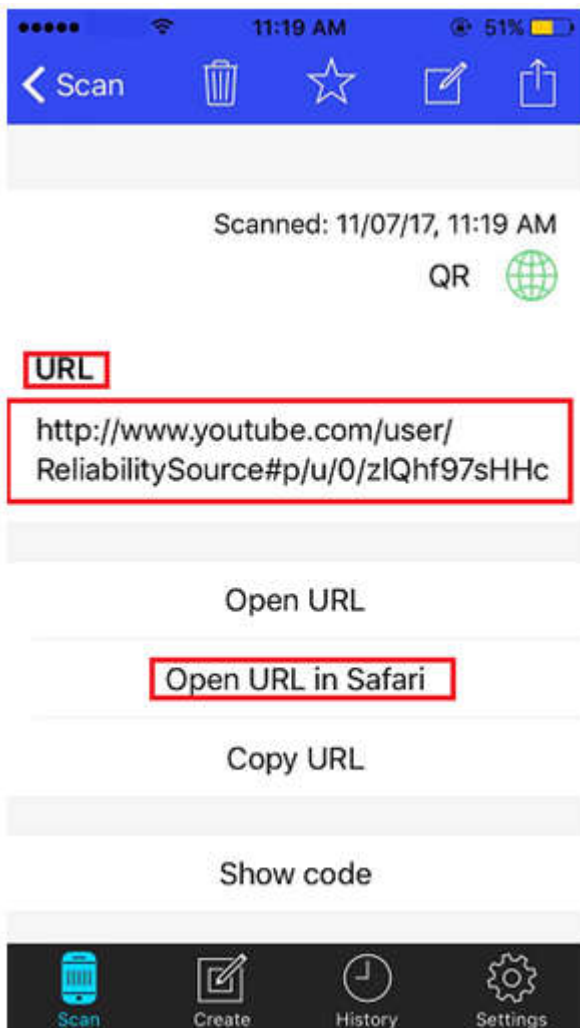 11:19 AM 51%
Scan
Scanned: 11/07/17, 11:19 AM
QR
URL
http://www.youtube.com/user/
ReliabilitySource#p/u/0/zlQhf97sHHc
Open URL
Open URL in Safari
Copy URL
Show code
Scan Create History Settings